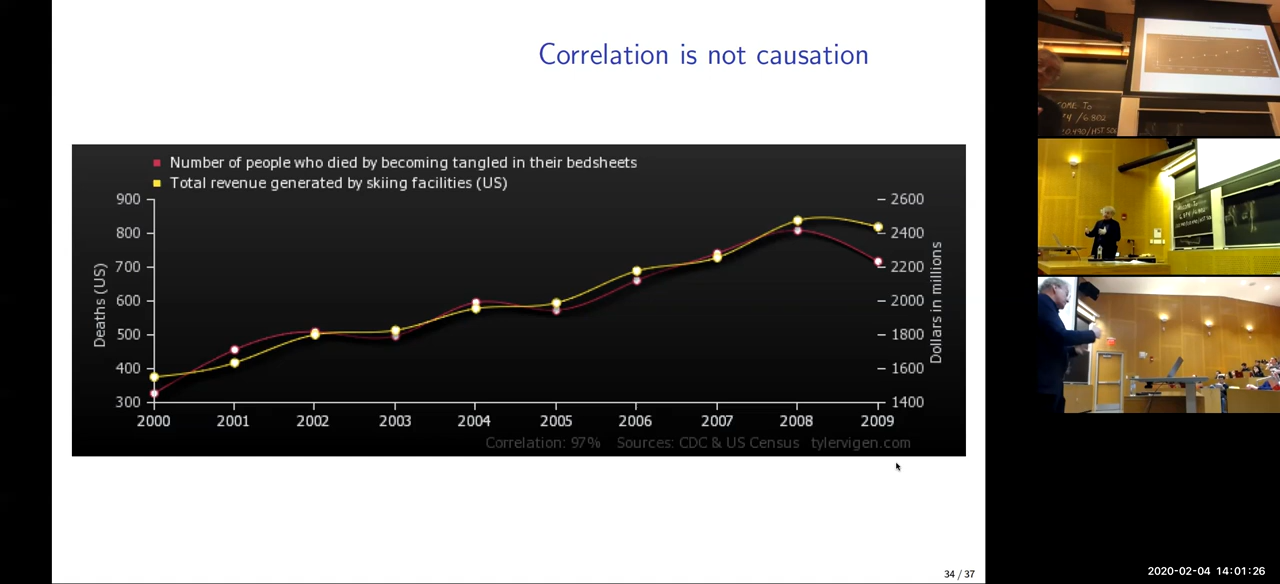 Correlation is not causation
Number of people who died by becoming tangled in their bedsheets
Total revenue generated by skiing facilities (US)
900
800
700
600
500
400
300
Deaths (US)
2600
2400
2200
2000
1800
1600
1400
Dollars in millions
2000 2001 2002 2003 2004 2005 2006 2007 2008 2009
Correlation: 97% Sources: CDC & US Census tylervigen.com
34 / 37
2020-02-04 14:01:26